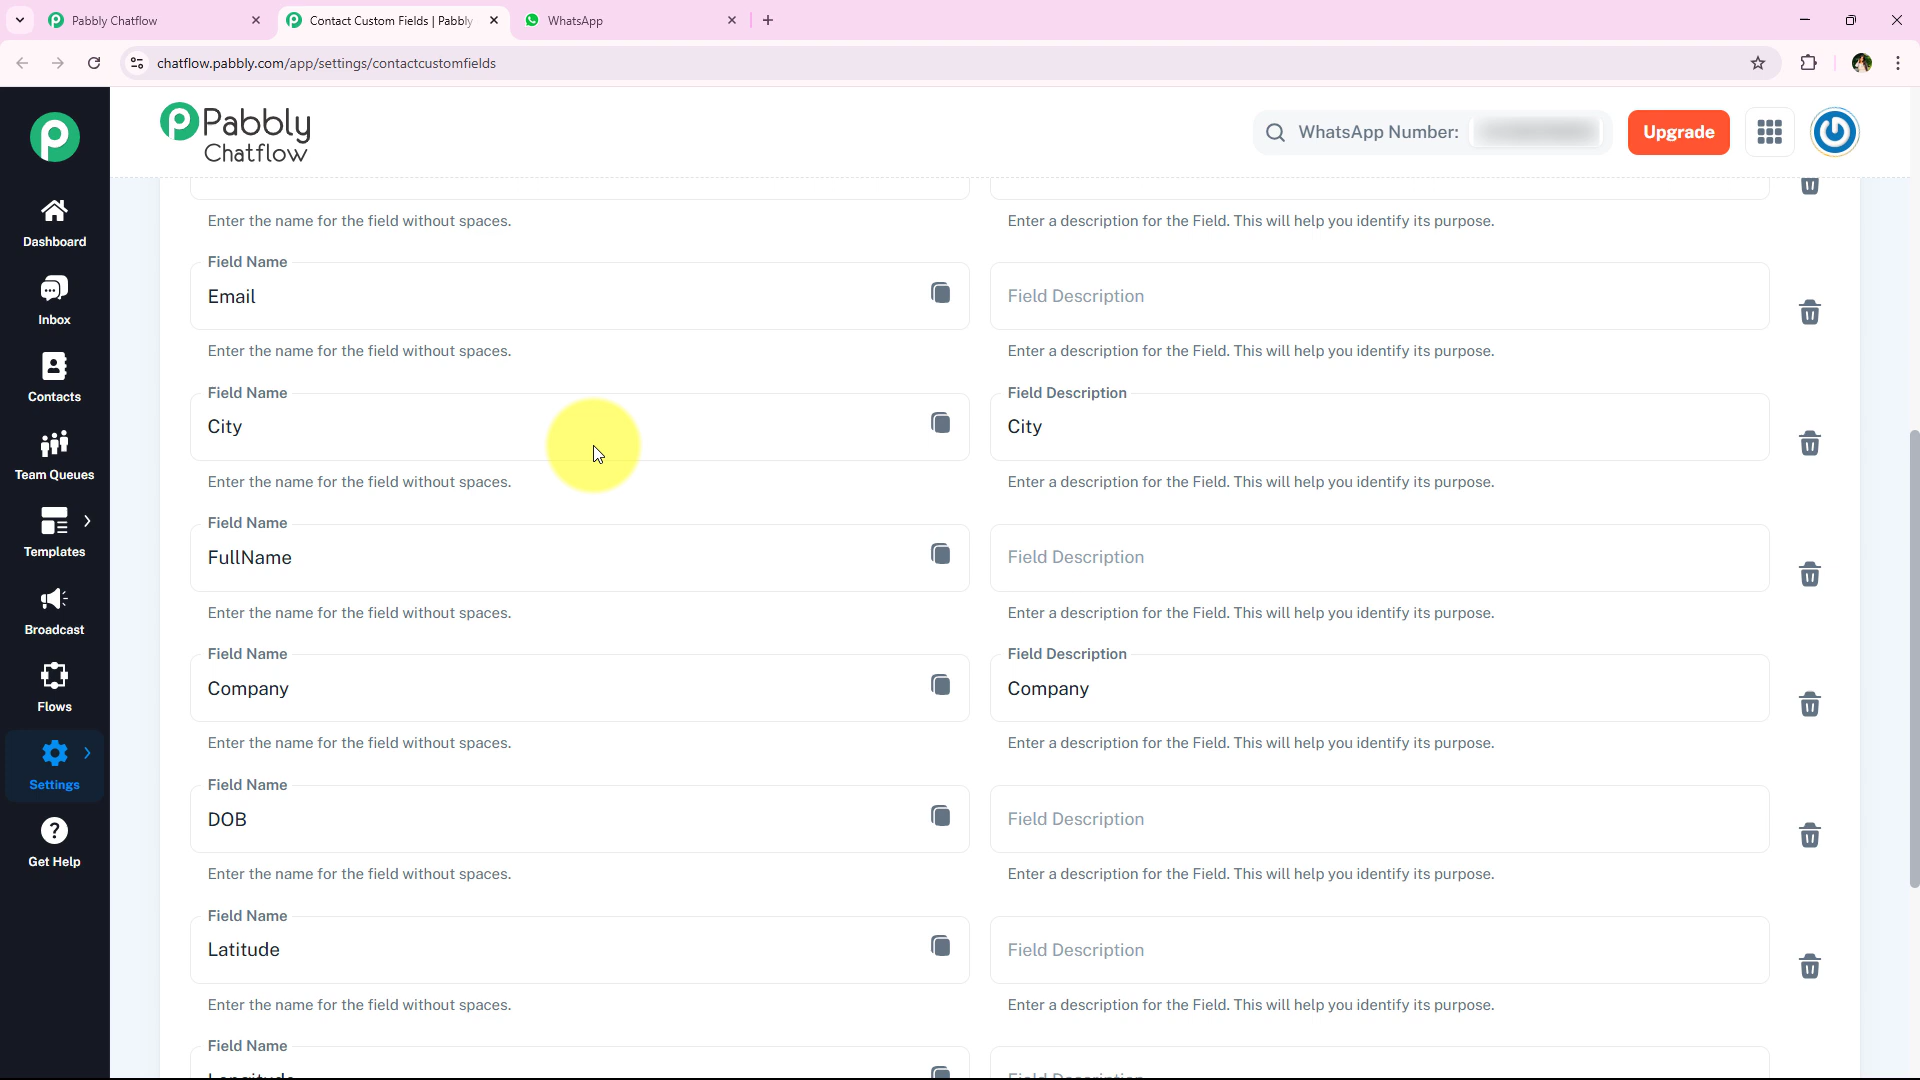 Pabbly Chatflow
Contact Custom Fields | Pabbly
WhatsApp
chatflow.pabbly.com/app/settings/contactcustomfields
Pabbly
Chatflow
WhatsApp Number:
Upgrade
Dashboard
Inbox
Contacts
Team Queues
Templates
Broadcast
Flows
Settings
Get Help
Enter the name for the field without spaces.
Enter a description for the Field. This will help you identify its purpose.
Field Name
Email
Field Description
Enter the name for the field without spaces.
Enter a description for the Field. This will help you identify its purpose.
Field Name
Field Description
City
City
Enter the name for the field without spaces.
Enter a description for the Field. This will help you identify its purpose.
Field Name
FullName
Field Description
Enter the name for the field without spaces.
Enter a description for the Field. This will help you identify its purpose.
Field Name
Field Description
Company
Company
Enter the name for the field without spaces.
Enter a description for the Field. This will help you identify its purpose.
Field Name
DOB
Field Description
Enter the name for the field without spaces.
Enter a description for the Field. This will help you identify its purpose.
Field Name
Latitude
Field Description
Enter the name for the field without spaces.
Enter a description for the Field. This will help you identify its purpose.
Field Name
Longitude
Field Description